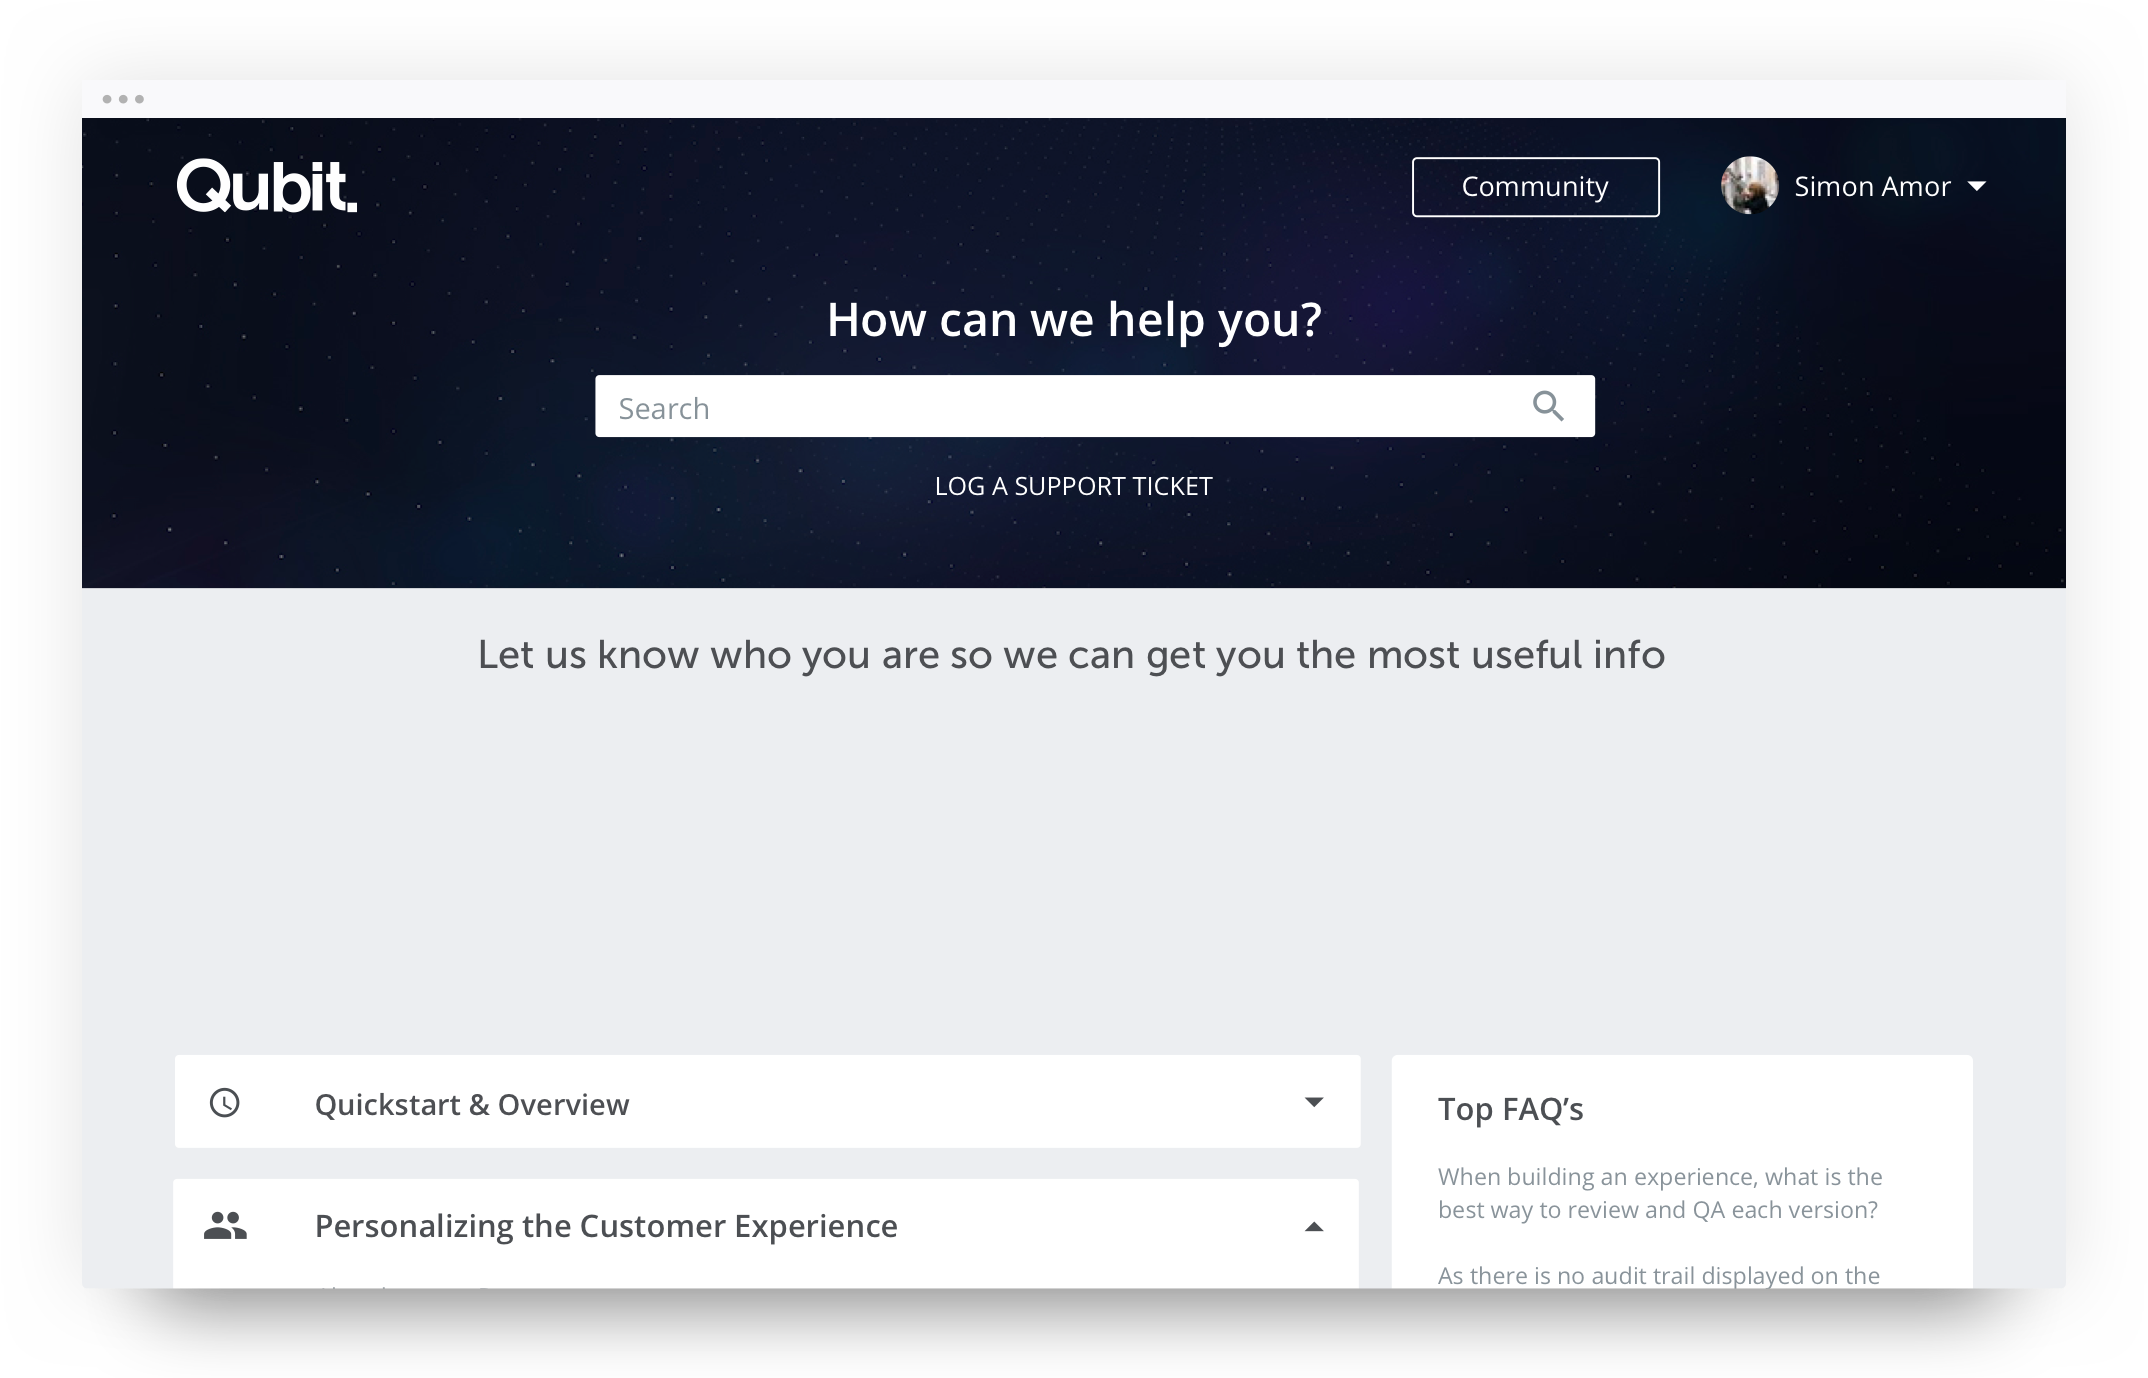 Qubit.
Community
Simon Amor
How can we help you?
Search
LOG A SUPPORT TICKET
Let us know who you are so we can get you the most useful info
Quickstart & Overview
Personalizing the Customer Experience
Top FAQ’s
When building an experience, what is the
best way to review and QA each version?
As there is no audit trail displayed on the